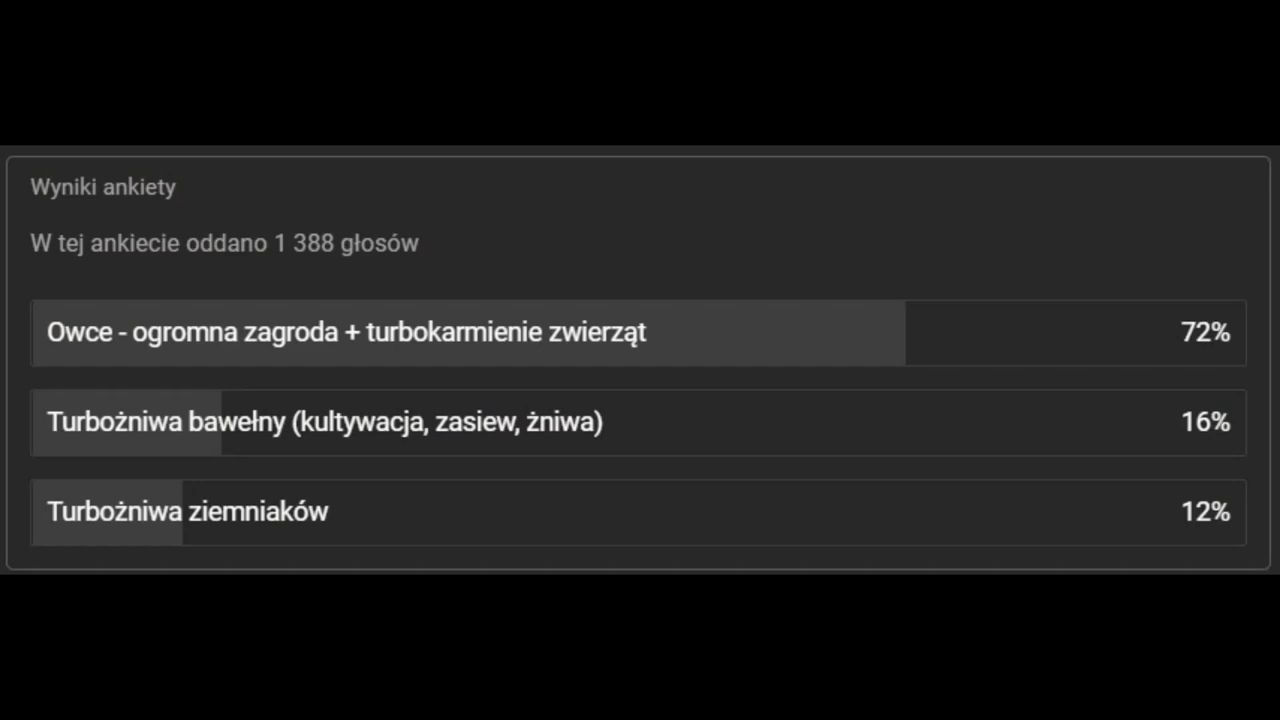 Wyniki ankiety
W tej ankiecie oddano 1 388 głosów
Owce - ogromna zagroda + turbokarmienie zwierząt 72%
Turbożniwa bawełny (kultywacja, zasiew, żniwa) 16%
Turbożniwa ziemniaków 12%